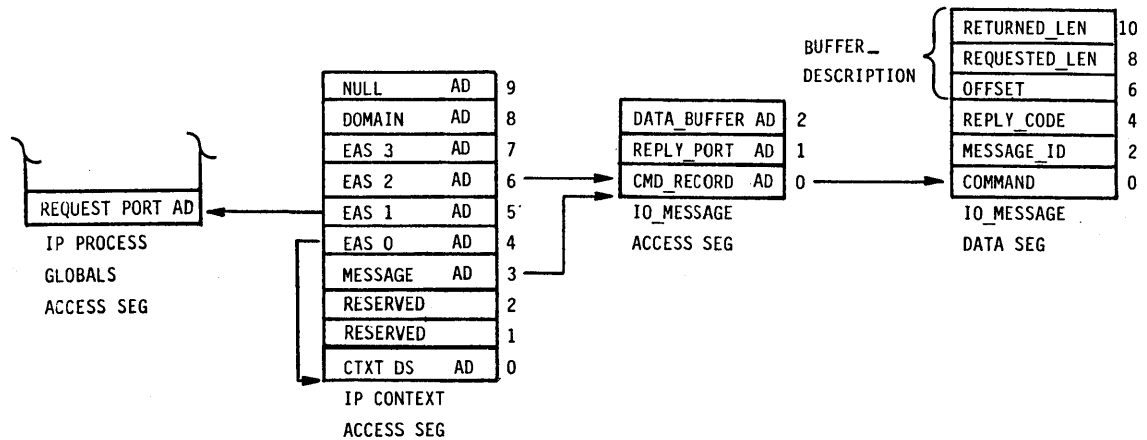 REQUEST PORT AD
IP PROCESS
GLOBALS
ACCESS SEG
NULL AD 9
DOMAIN AD 8
EAS 3 AD 7
EAS 2 AD 6
EAS 1 AD 5
EAS 0 AD 4
MESSAGE AD 3
RESERVED 2
RESERVED 1
CTXT DS AD 0
IP CONTEXT
ACCESS SEG
DATA_BUFFER AD 2
REPLY_PORT AD 1
CMD_RECORD AD 0
IO_MESSAGE
ACCESS SEG
BUFFER_
DESCRIPTION
RETURNED_LEN 10
REQUESTED_LEN 8
OFFSET 6
REPLY_CODE 4
MESSAGE_ID 2
COMMAND 0
IO_MESSAGE
DATA SEG